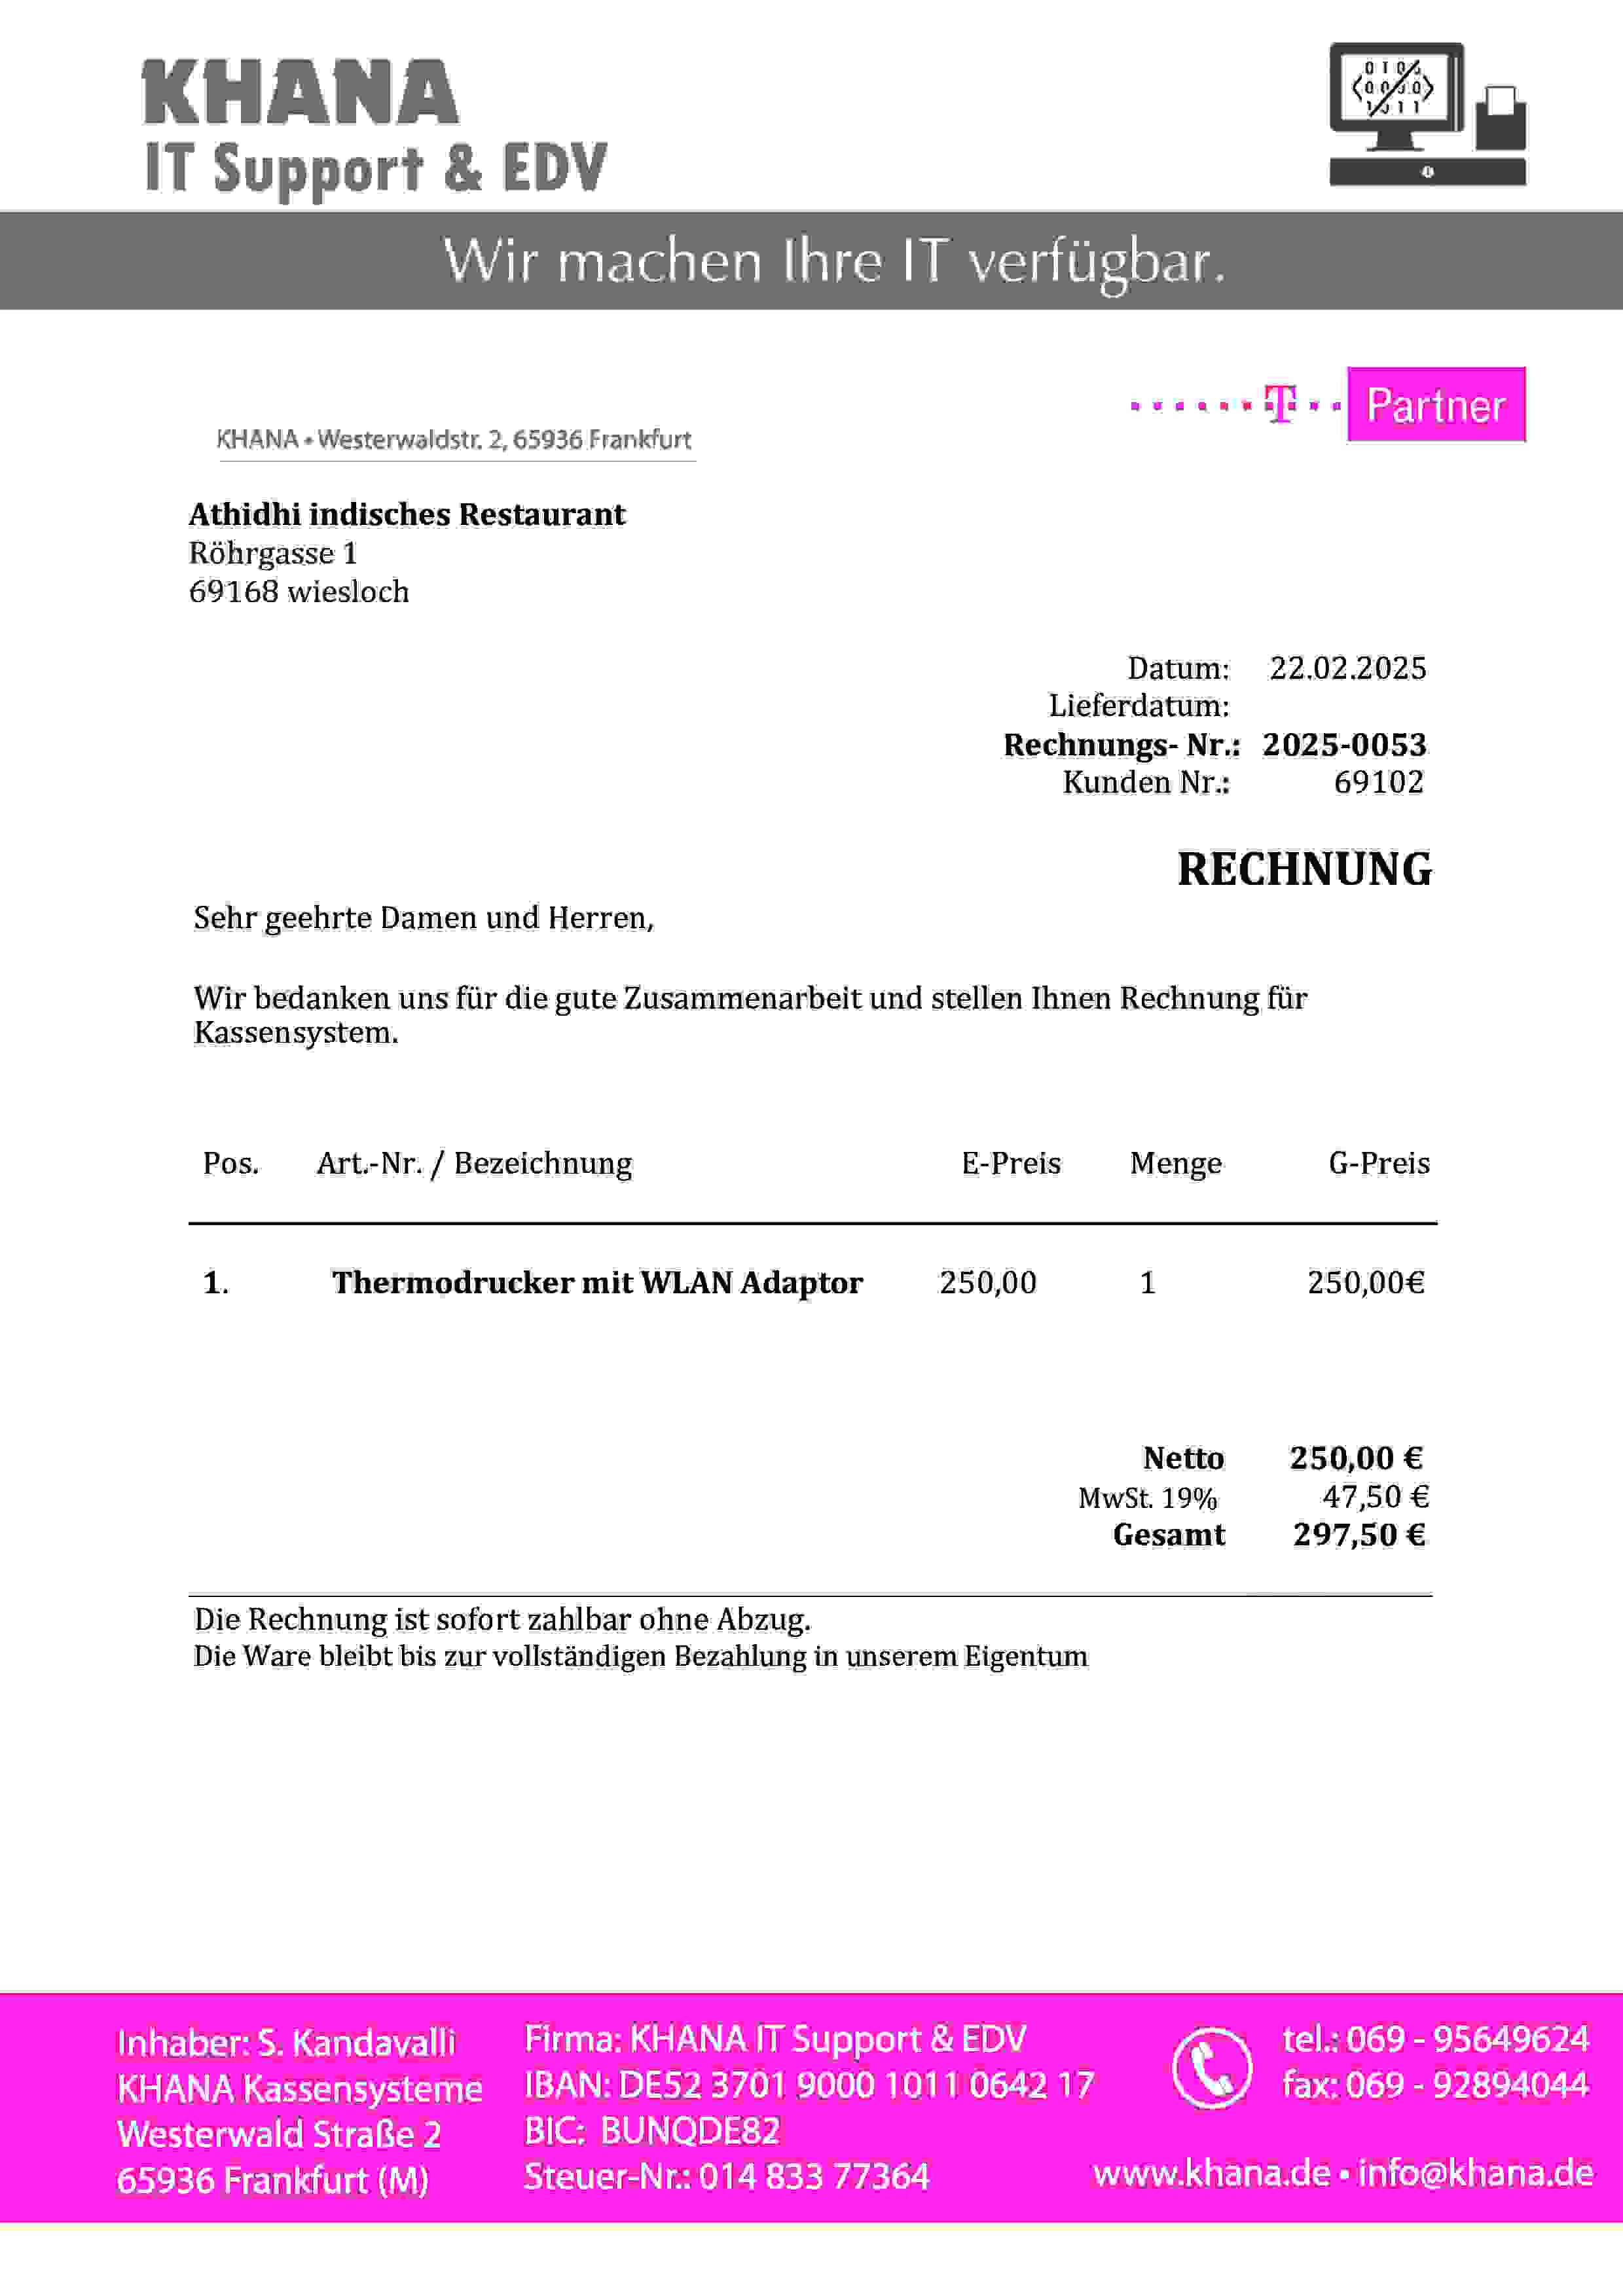 KHANA
IT Support & EDV
Wir machen Ihre IT verfügbar.
T Partner
KHANA • Westerwaldstr. 2, 65936 Frankfurt
Athidhi indisches Restaurant
Röhrgasse 1
69168 wiesloch
Datum: 22.02.2025
Lieferdatum:
Rechnungs- Nr.: 2025-0053
Kunden Nr.: 69102
RECHNUNG
Sehr geehrte Damen und Herren,
Wir bedanken uns für die gute Zusammenarbeit und stellen Ihnen Rechnung für
Kassensystem.
Pos. Art.-Nr. / Bezeichnung E-Preis Menge G-Preis
1. Thermodrucker mit WLAN Adaptor 250,00 1 250,00€
Netto 250,00 €
MwSt. 19% 47,50 €
Gesamt 297,50 €
Die Rechnung ist sofort zahlbar ohne Abzug.
Die Ware bleibt bis zur vollständigen Bezahlung in unserem Eigentum
Inhaber: S. Kandavalli
KHANA Kassensysteme
Westerwald Straße 2
65936 Frankfurt (M)
Firma: KHANA IT Support & EDV
IBAN: DE52 3701 9000 1011 0642 17
BIC: BUNQDE82
Steuer-Nr.: 014 833 77364
tel.: 069 - 95649624
fax: 069 - 92894044
www.khana.de • info@khana.de